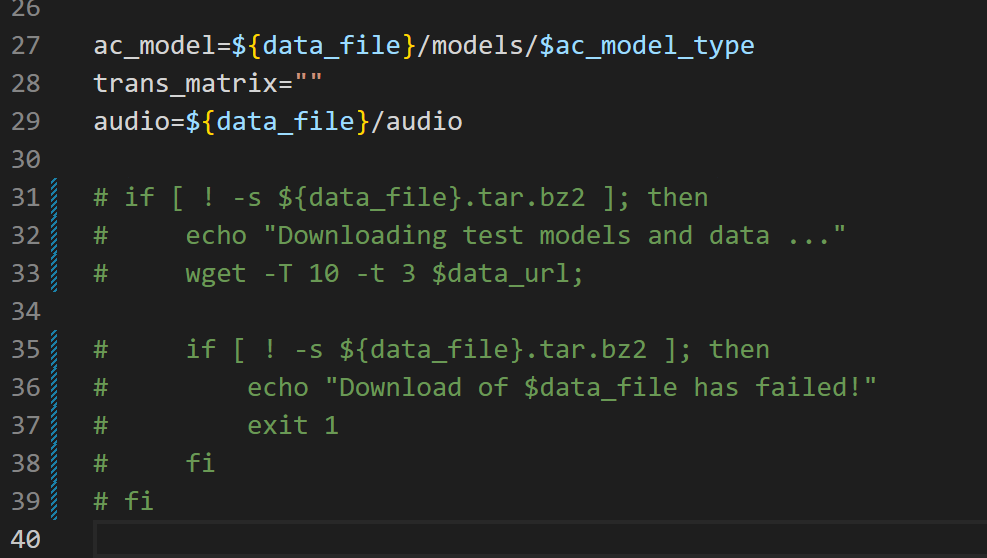 26
27 ac_model=${data_file}/models/$ac_model_type
28 trans_matrix=""
29 audio=${data_file}/audio
30
31 # if [ ! -s ${data_file}.tar.bz2 ]; then
32 #     echo "Downloading test models and data ..."
33 #     wget -T 10 -t 3 $data_url;
34
35 #     if [ ! -s ${data_file}.tar.bz2 ]; then
36 #         echo "Download of $data_file has failed!"
37 #         exit 1
38 #     fi
39 # fi
40